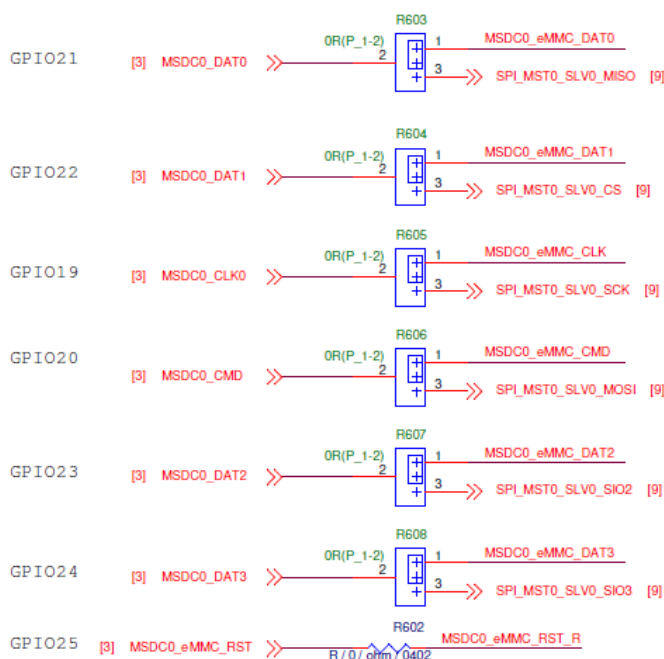 R603
0R(P_1-2)
1 MSDC0_eMMC_DAT0
GPIO21 [3] MSDC0_DAT0 2
3 SPI_MST0_SLV0_MISO [9]
R604
0R(P_1-2)
1 MSDC0_eMMC_DAT1
GPIO22 [3] MSDC0_DAT1 2
3 SPI_MST0_SLV0_CS [9]
R605
0R(P_1-2)
1 MSDC0_eMMC_CLK
GPIO19 [3] MSDC0_CLK0 2
3 SPI_MST0_SLV0_SCK [9]
R606
0R(P_1-2)
1 MSDC0_eMMC_CMD
GPIO20 [3] MSDC0_CMD 2
3 SPI_MST0_SLV0_MOSI [9]
R607
0R(P_1-2)
1 MSDC0_eMMC_DAT2
GPIO23 [3] MSDC0_DAT2 2
3 SPI_MST0_SLV0_SIO2 [9]
R608
0R(P_1-2)
1 MSDC0_eMMC_DAT3
GPIO24 [3] MSDC0_DAT3 2
3 SPI_MST0_SLV0_SIO3 [9]
R602
GPIO25 [3] MSDC0_eMMC_RST MSDC0_eMMC_RST_R
R / 0 / ohm / 0402